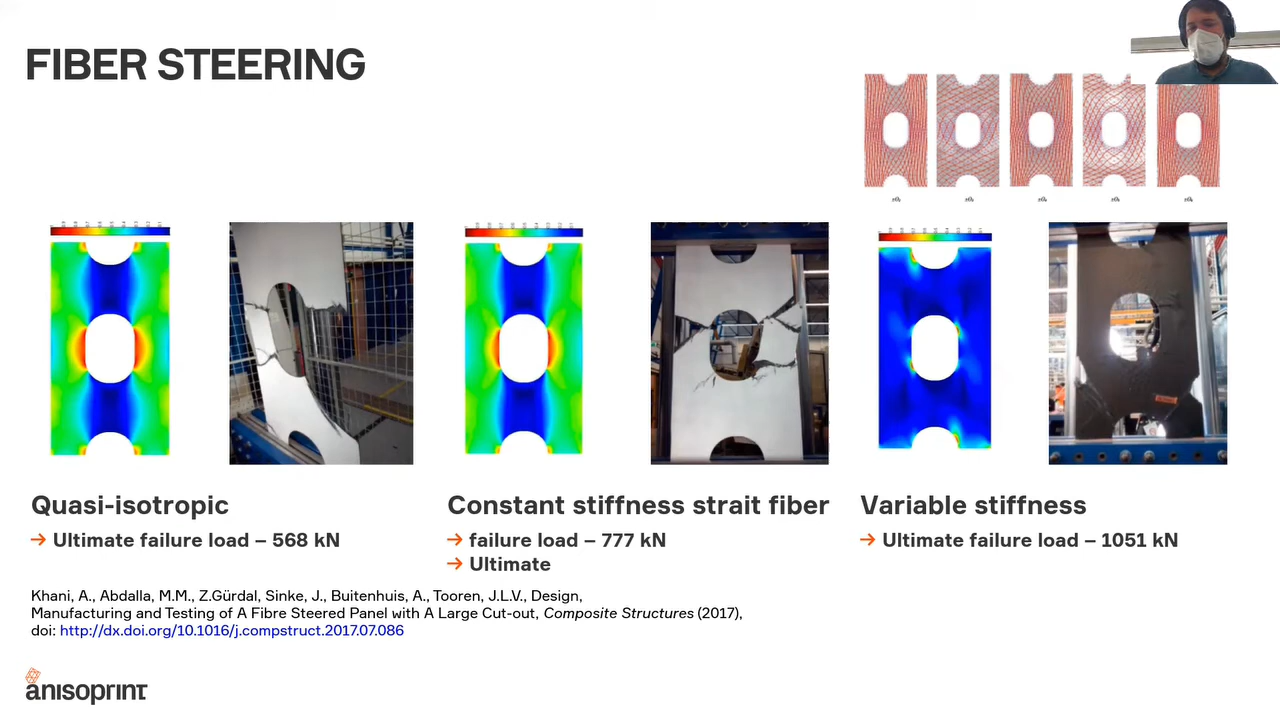 FIBER STEERING
Quasi-isotropic
→ Ultimate failure load – 568 kN
Constant stiffness strait fiber
→ failure load – 777 kN
→ Ultimate
Variable stiffness
→ Ultimate failure load – 1051 kN
Khani, A., Abdalla, M.M., Z.Gürdal, Sinke, J., Buitenhuis, A., Tooren, J.L.V., Design,
Manufacturing and Testing of A Fibre Steered Panel with A Large Cut-out, Composite Structures (2017),
doi: http://dx.doi.org/10.1016/j.compstruct.2017.07.086
anisoprint